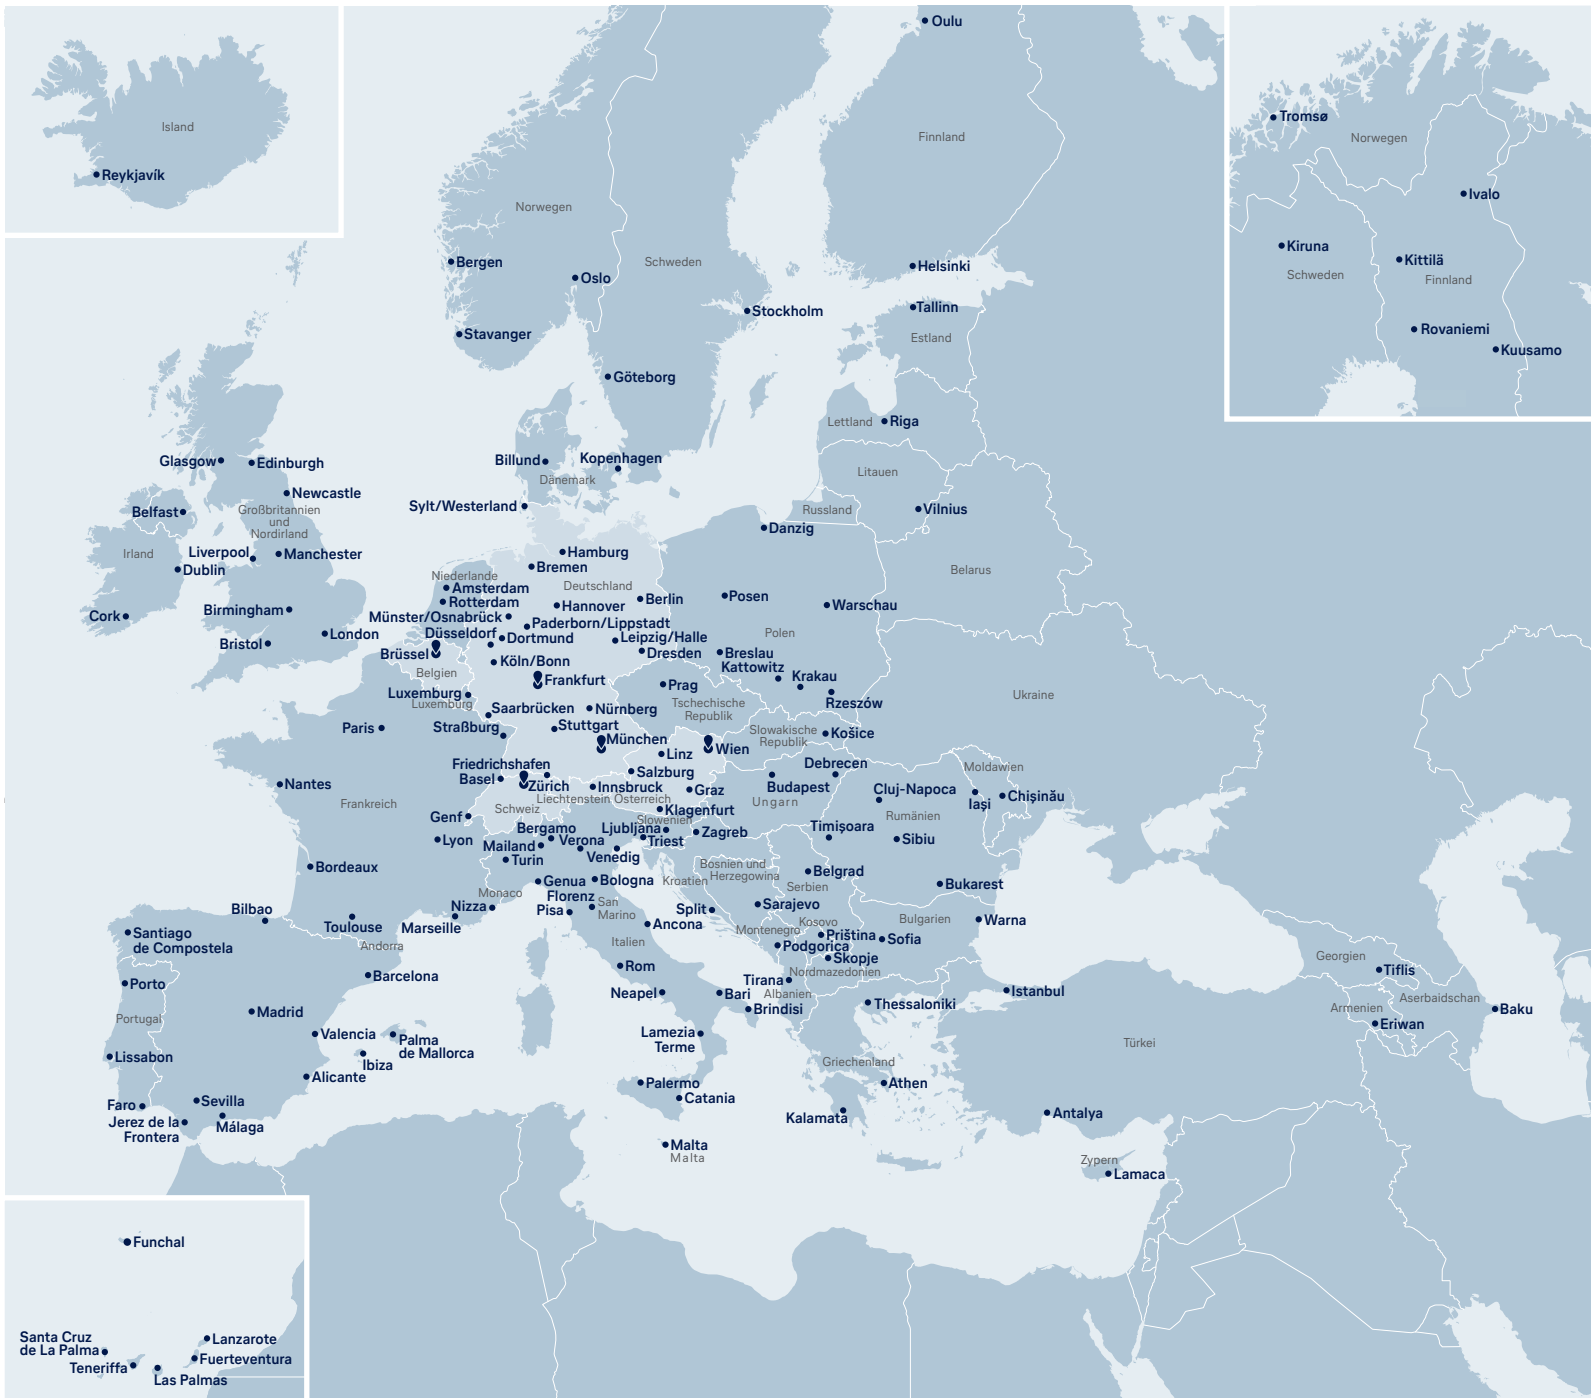 Oulu
Island
Reykjavík
Finnland
Norwegen
Schweden
Bergen
Oslo
Helsinki
Stavanger
Stockholm
Tallinn
Estland
Göteborg
Tromsø
Norwegen
Ivalo
Kiruna
Schweden
Kittilä
Finnland
Rovaniemi
Kuusamo
Lettland
Riga
Litauen
Vilnius
Russland
Danzig
Belarus
Glasgow
Edinburgh
Newcastle
Belfast
Großbritannien
und
Nordirland
Irland
Liverpool
Manchester
Dublin
Cork
Birmingham
Bristol
London
Billund
Kopenhagen
Dänemark
Sylt/Westerland
Hamburg
Bremen
Niederlande
Amsterdam
Rotterdam
Deutschland
Hannover
Berlin
Münster/Osnabrück
Paderborn/Lippstadt
Düsseldorf
Dortmund
Leipzig/Halle
Dresden
Brüssel
Belgien
Köln/Bonn
Frankfurt
Luxemburg
Luxemburg
Saarbrücken
Nürnberg
Straßburg
Stuttgart
München
Friedrichshafen
Basel
Zürich
Posen
Warschau
Polen
Breslau
Kattowitz
Krakau
Rzeszów
Prag
Tschechische
Republik
Slowakische
Republik
Košice
Ukraine
Wien
Linz
Salzburg
Innsbruck
Graz
Liechtenstein
Österreich
Schweiz
Klagenfurt
Debrecen
Budapest
Ungarn
Moldawien
Cluj-Napoca
Iași
Chișinău
Rumänien
Timișoara
Sibiu
Bukarest
Paris
Nantes
Frankreich
Genf
Lyon
Bordeaux
Toulouse
Marseille
Nizza
Monaco
Andorra
Slowenien
Ljubljana
Triest
Zagreb
Bergamo
Verona
Mailand
Venedig
Turin
Genua
Bologna
Florenz
Pisa
San
Marino
Ancona
Italien
Rom
Neapel
Bari
Brindisi
Lamezia
Terme
Palermo
Catania
Malta
Malta
Kroatien
Bosnien und
Herzegowina
Split
Sarajevo
Belgrad
Serbien
Montenegro
Podgorica
Kosovo
Priština
Skopje
Nordmazedonien
Tirana
Albanien
Bulgarien
Sofia
Warna
Thessaloniki
Griechenland
Athen
Kalamata
Istanbul
Türkei
Antalya
Zypern
Lamaca
Georgien
Tiflis
Armenien
Eriwan
Aserbaidschan
Baku
Bilbao
Santiago
de Compostela
Porto
Portugal
Madrid
Barcelona
Valencia
Palma
de Mallorca
Ibiza
Alicante
Lissabon
Sevilla
Faro
Jerez de la
Frontera
Málaga
Funchal
Santa Cruz
de La Palma
Teneriffa
Las Palmas
Lanzarote
Fuerteventura